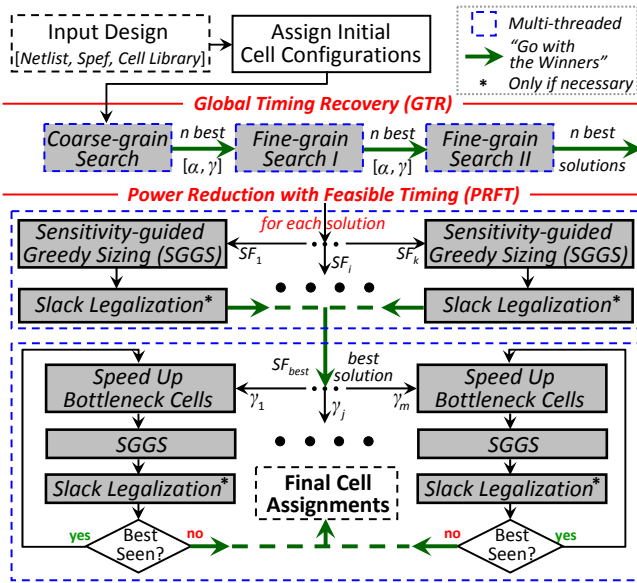 Input Design
[Netlist, Spef, Cell Library]
Assign Initial
Cell Configurations
Multi-threaded
"Go with
the Winners"
* Only if necessary
Global Timing Recovery (GTR)
Coarse-grain
Search
n best
[α, γ]
Fine-grain
Search I
n best
[α, γ]
Fine-grain
Search II
n best
solutions
Power Reduction with Feasible Timing (PRFT)
for each solution
Sensitivity-guided
Greedy Sizing (SGGS)
SF1
SFi
SFk
Sensitivity-guided
Greedy Sizing (SGGS)
Slack Legalization*
Slack Legalization*
SFbest
best
solution
Speed Up
Bottleneck Cells
γ1
γj
γm
Speed Up
Bottleneck Cells
SGGS
SGGS
Slack Legalization*
Final Cell
Assignments
Slack Legalization*
yes
Best
Seen?
no
no
Best
Seen?
yes